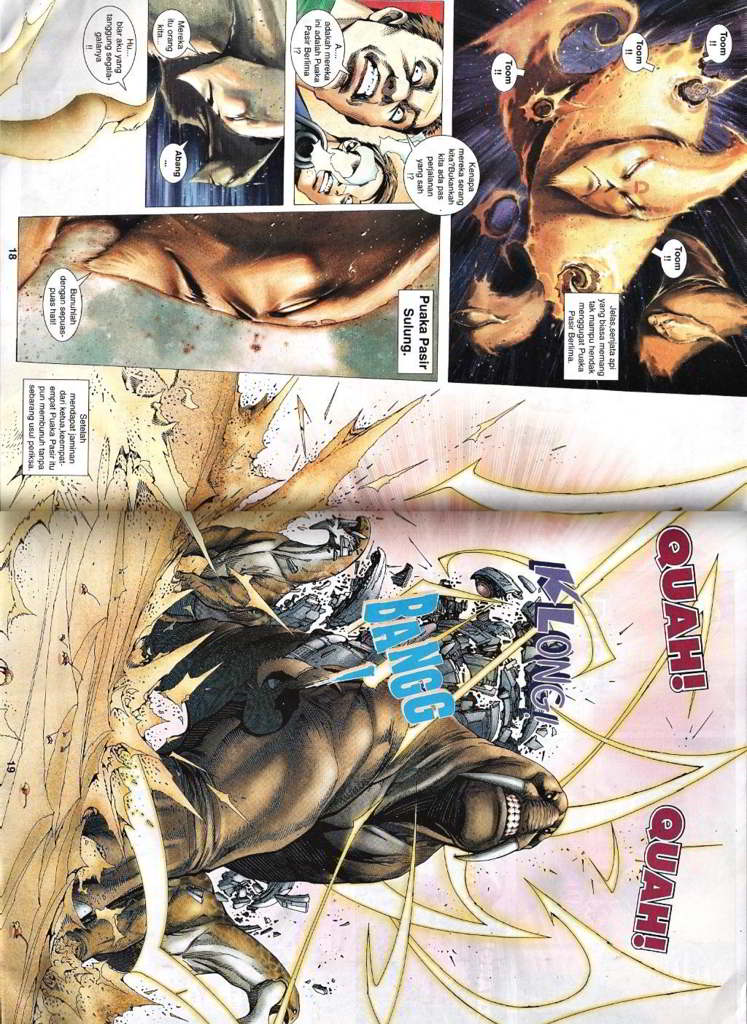 Toom
!!
Toom
!!
Toom
!!
Toom
!!
Jelas,senjata api
yang biasa memang
tak mampu hendak
menggugat Puaka
Pasir Berlima.
A.....
adakah mereka
ini adalah Puaka
Pasir Berlima
!?
Kenapa
mereka serang
kita?Bukankah
kita ada pas
perjalanan
yang sah
!?
Mereka
itu orang
kita
Abang
...
Hu...
biar aku yang
tanggung segala-
galanya
!!
Puaka Pasir
Sulung.
Bunuhlah
dengan sepuas-
puas hati!
18
Setelah
mendapat jaminan
dari ketua,keempat-
empat Puaka Pasir itu
pun membunuh tanpa
sebarang usul periksa.
QUAH!
QUAH!
KLONG!
BANGG
!
19